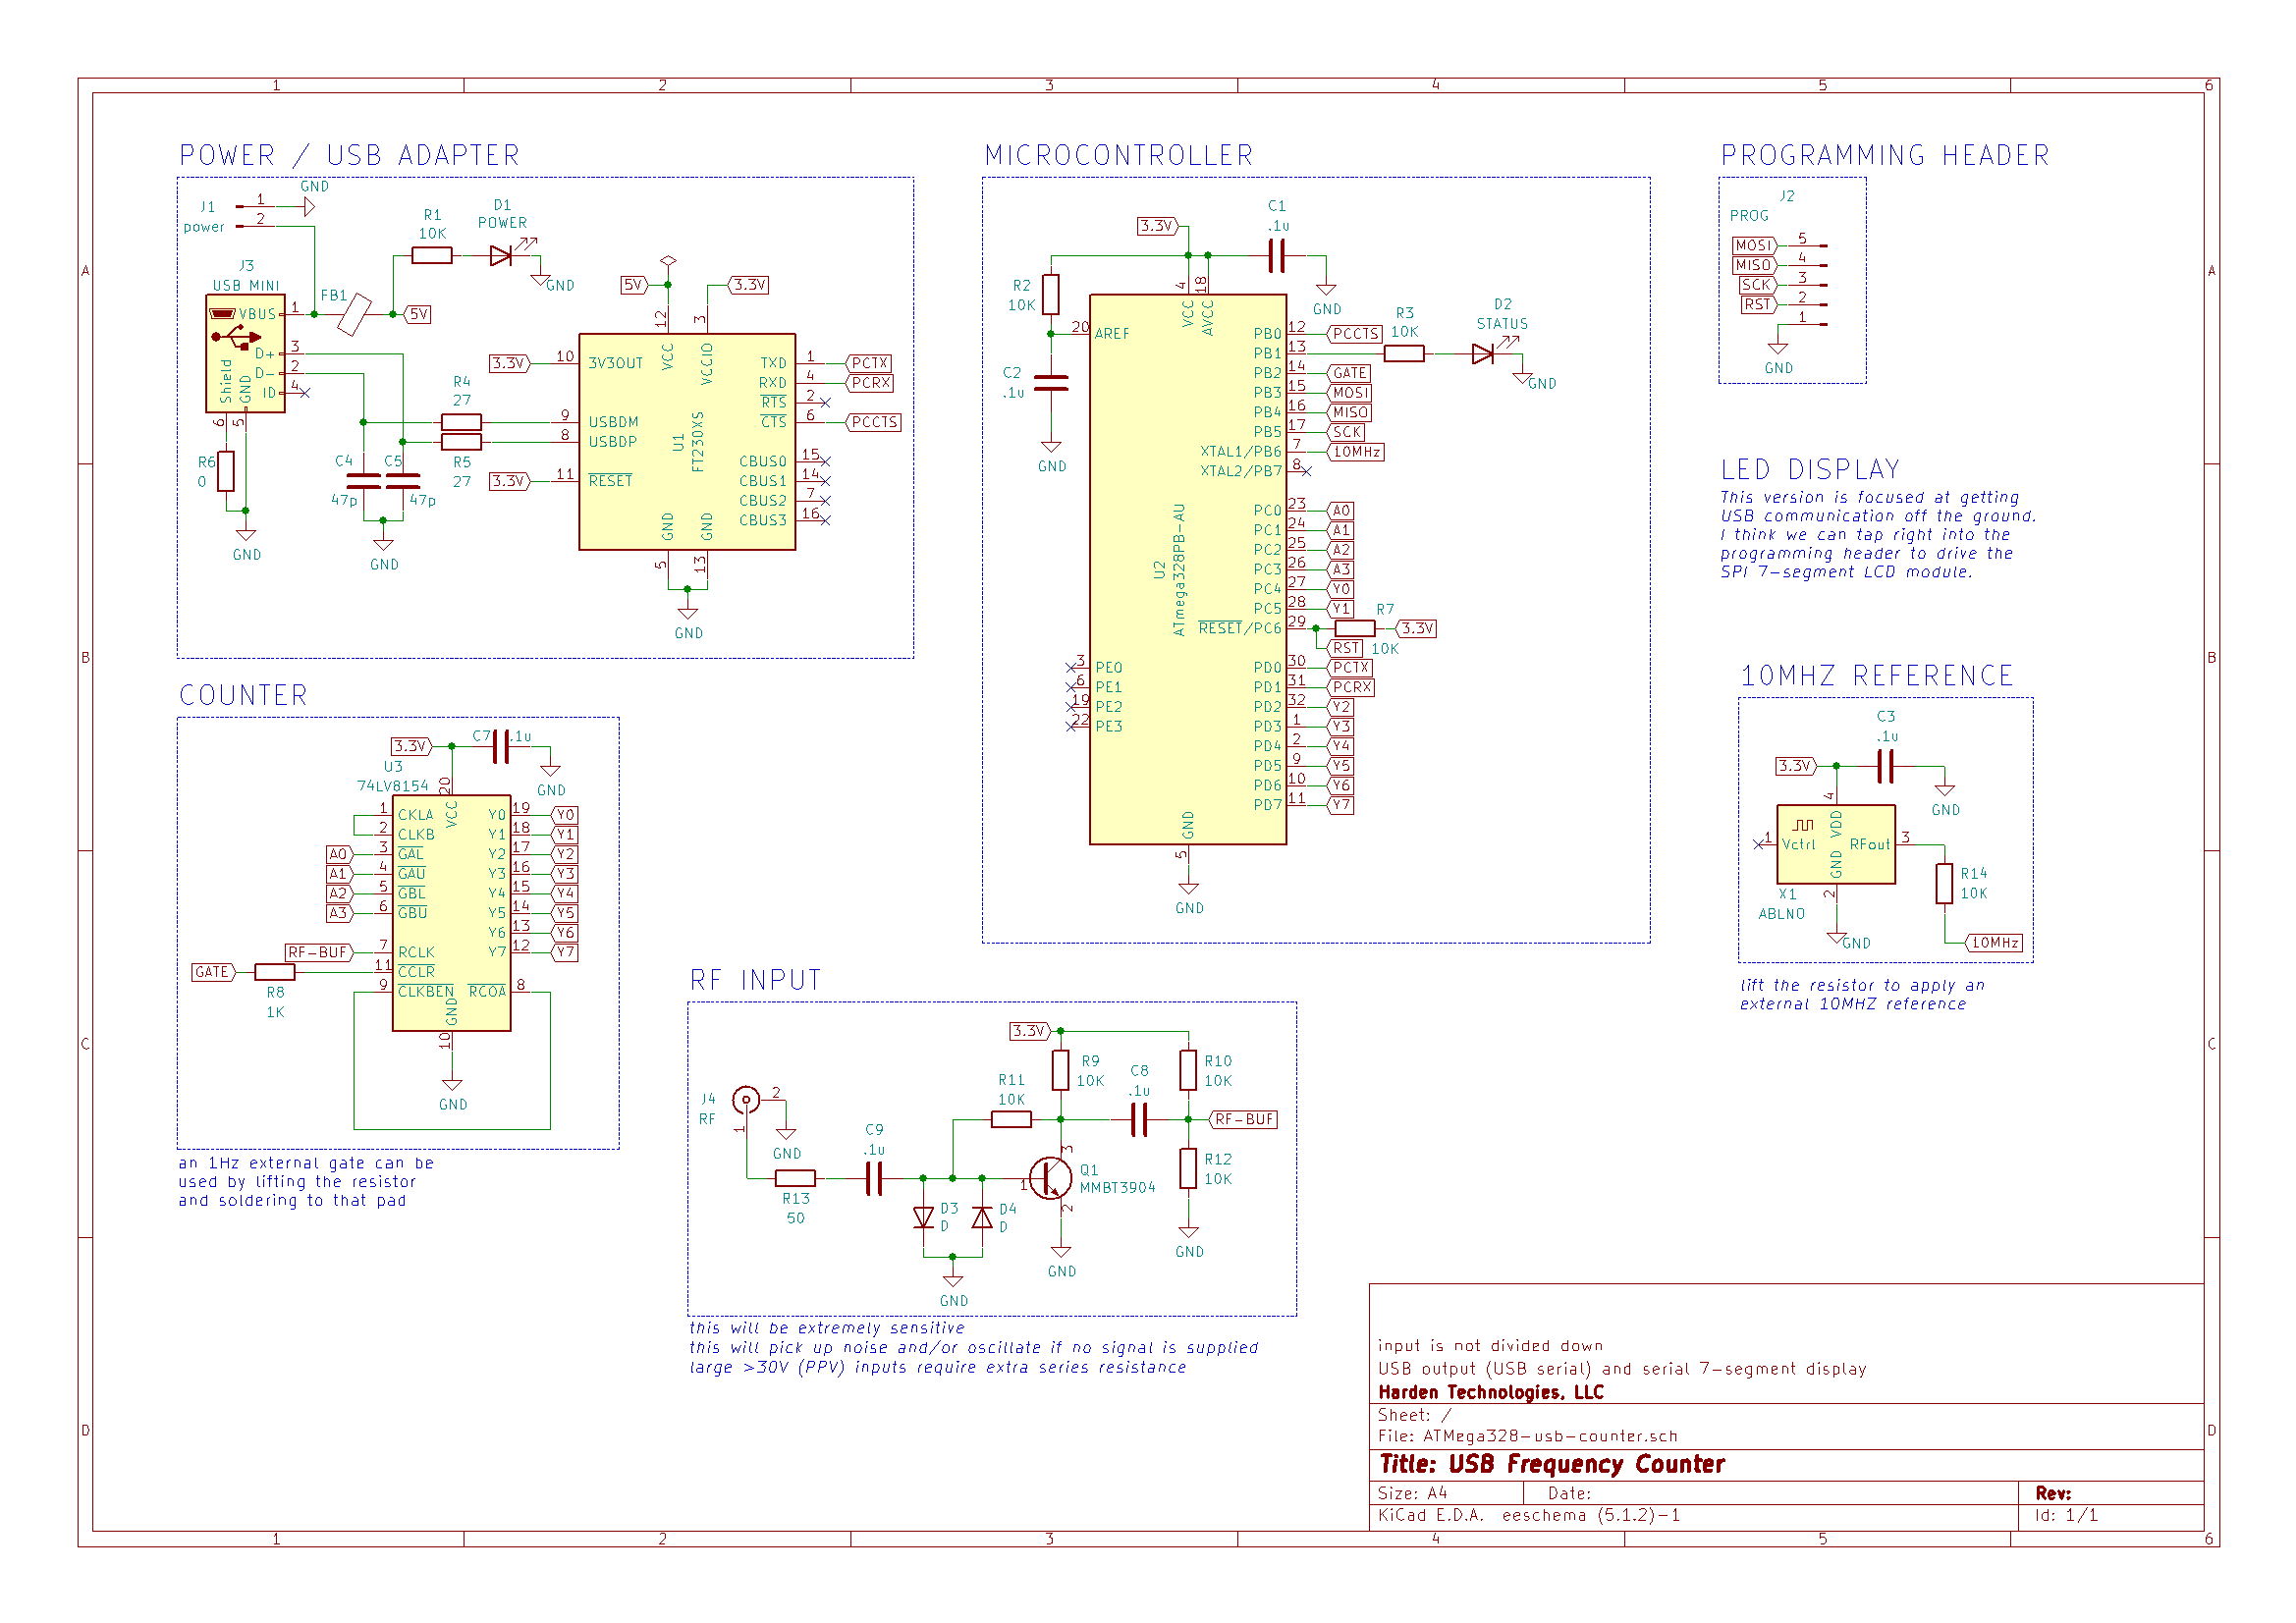 1 2 3 4 5 6
A
B
C
D
POWER / USB ADAPTER
GND
J1
power
1
2
R1
10K
D1
POWER
GND
J3
USB MINI
FB1
5V
VBUS 1
D+ 3
D- 2
ID 4
Shield
GND
6
5
R6
0
GND
C4
47p
C5
47p
GND
R4
27
R5
27
5V
3.3V
12
3
VCC
VCCIO
3.3V 10 3V3OUT
9 USBDM
8 USBDP
3.3V 11 RESET
U1
FT230XS
TXD 1 PCTX
RXD 4 PCRX
RTS 2
CTS 6 PCCTS
CBUS0 15
CBUS1 14
CBUS2 7
CBUS3 16
GND
GND
5
13
GND
MICROCONTROLLER
3.3V
C1
.1u
GND
R2
10K
C2
.1u
GND
4
18
VCC
AVCC
20 AREF
U2
ATmega328PB-AU
PB0 12 PCCTS
PB1 13
R3
10K
D2
STATUS
GND
PB2 14 GATE
PB3 15 MOSI
PB4 16 MISO
PB5 17 SCK
XTAL1/PB6 7 10MHz
XTAL2/PB7 8
PC0 23 A0
PC1 24 A1
PC2 25 A2
PC3 26 A3
PC4 27 Y0
PC5 28 Y1
RESET/PC6 29
R7
10K
3.3V
RST
PD0 30 PCTX
PD1 31 PCRX
PD2 32 Y2
PD3 1 Y3
PD4 2 Y4
PD5 9 Y5
PD6 10 Y6
PD7 11 Y7
3 PE0
6 PE1
19 PE2
22 PE3
GND
5
GND
PROGRAMMING HEADER
J2
PROG
MOSI 5
MISO 4
SCK 3
RST 2
1
GND
LED DISPLAY
This version is focused at getting
USB communication off the ground.
I think we can tap right into the
programming header to drive the
SPI 7-segment LCD module.
10MHZ REFERENCE
C3
.1u
3.3V
GND
4
VDD
1 Vctrl
RFout 3
GND
2
X1
ABLNO
GND
R14
10K
10MHz
lift the resistor to apply an
external 10MHZ reference
COUNTER
3.3V
C7 .1u
GND
U3
74LV8154
20
VCC
1 CKLA
2 CLKB
A0 3 GAL
A1 4 GAU
A2 5 GBL
A3 6 GBU
RF-BUF 7 RCLK
GATE
R8
1K
11 CCLR
9 CLKBEN
Y0 19 Y0
Y1 18 Y1
Y2 17 Y2
Y3 16 Y3
Y4 15 Y4
Y5 14 Y5
Y6 13 Y6
Y7 12 Y7
RCOA 8
GND
10
GND
an 1Hz external gate can be
used by lifting the resistor
and soldering to that pad
RF INPUT
J4
RF
2
1
GND
R13
50
C9
.1u
D3
D
D4
D
GND
R11
10K
3.3V
R9
10K
C8
.1u
R10
10K
RF-BUF
R12
10K
GND
Q1
MMBT3904
1
3
2
GND
this will be extremely sensitive
this will pick up noise and/or oscillate if no signal is supplied
large >30V (PPV) inputs require extra series resistance
input is not divided down
USB output (USB serial) and serial 7-segment display
Harden Technologies, LLC
Sheet: /
File: ATMega328-usb-counter.sch
Title: USB Frequency Counter
Size: A4 Date: Rev:
KiCad E.D.A. eeschema (5.1.2)-1 Id: 1/1
A
B
C
D
1 2 3 4 5 6